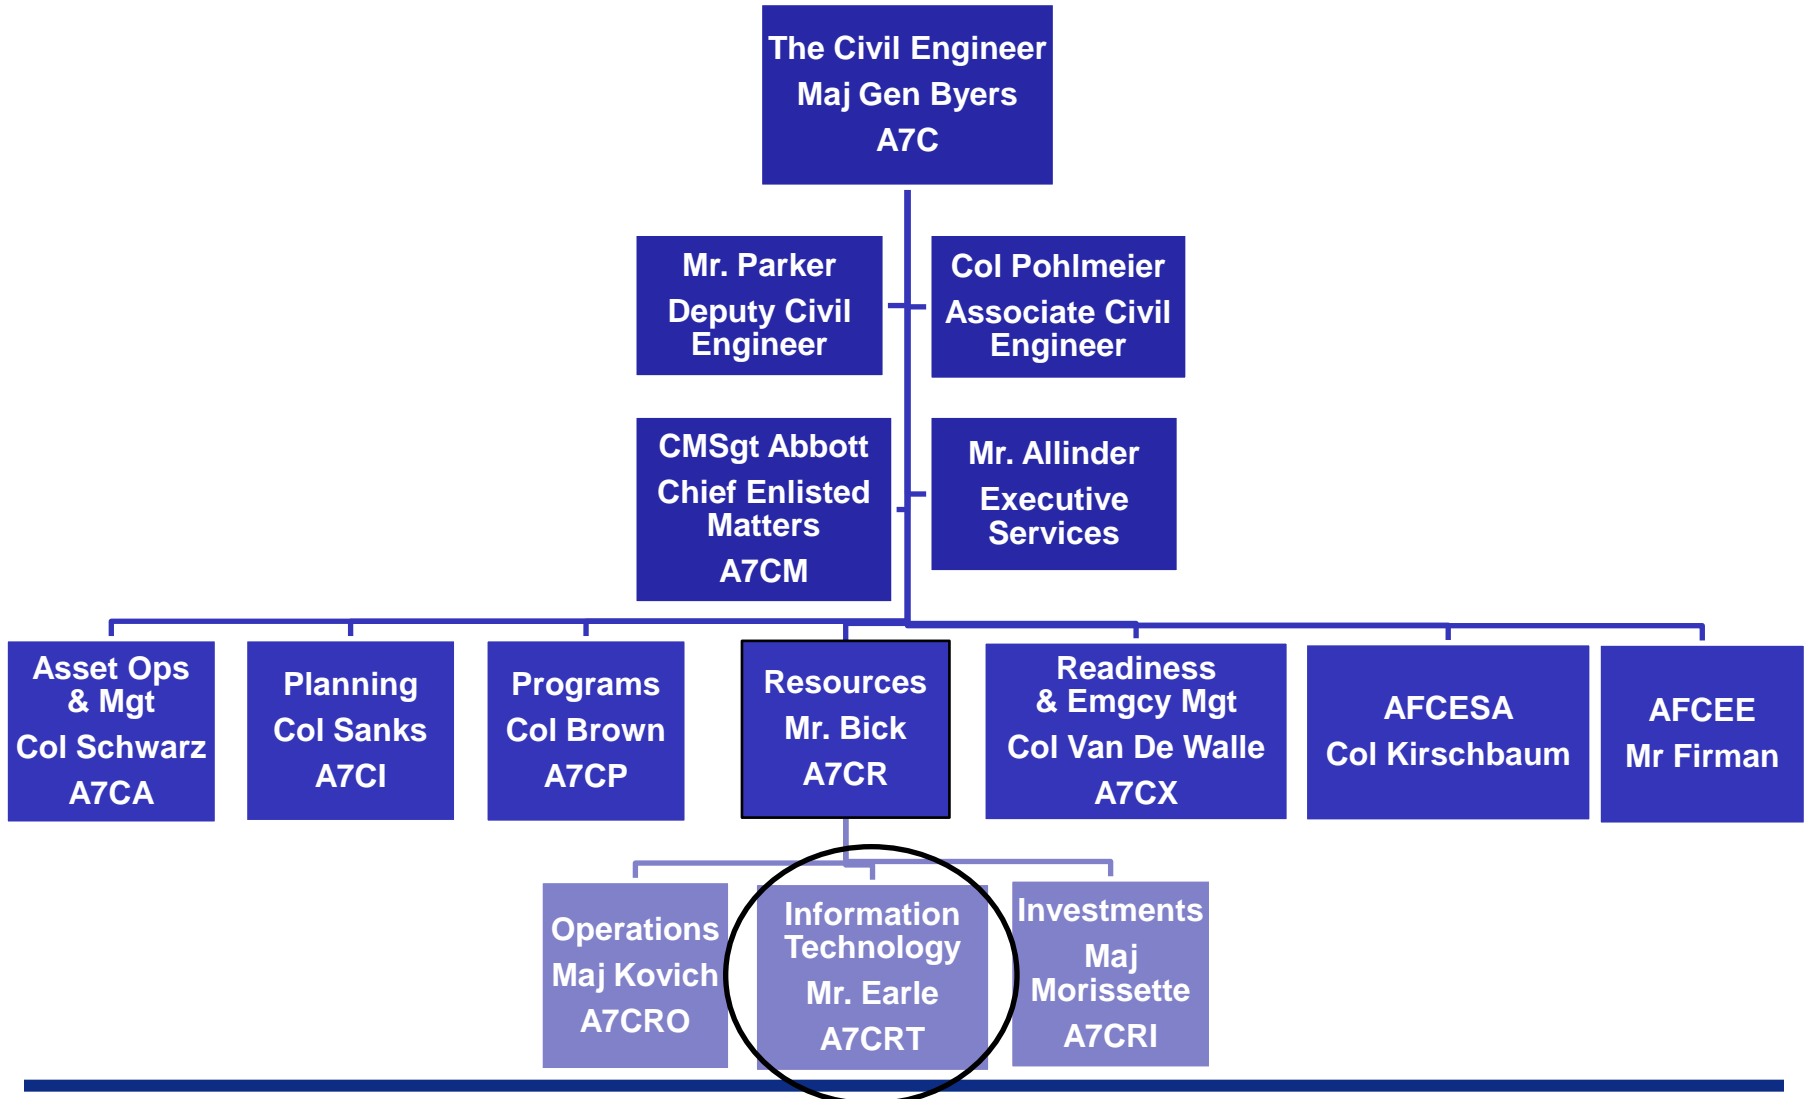 The Civil Engineer
Maj Gen Byers
A7C
Mr. Parker
Deputy Civil
Engineer
Col Pohlmeier
Associate Civil
Engineer
CMSgt Abbott
Chief Enlisted
Matters
A7CM
Mr. Allinder
Executive
Services
Asset Ops
& Mgt
Col Schwarz
A7CA
Planning
Col Sanks
A7CI
Programs
Col Brown
A7CP
Resources
Mr. Bick
A7CR
Readiness
& Emgcy Mgt
Col Van De Walle
A7CX
AFCESA
Col Kirschbaum
AFCEE
Mr Firman
Operations
Maj Kovich
A7CRO
Information
Technology
Mr. Earle
A7CRT
Investments
Maj
Morissette
A7CRI